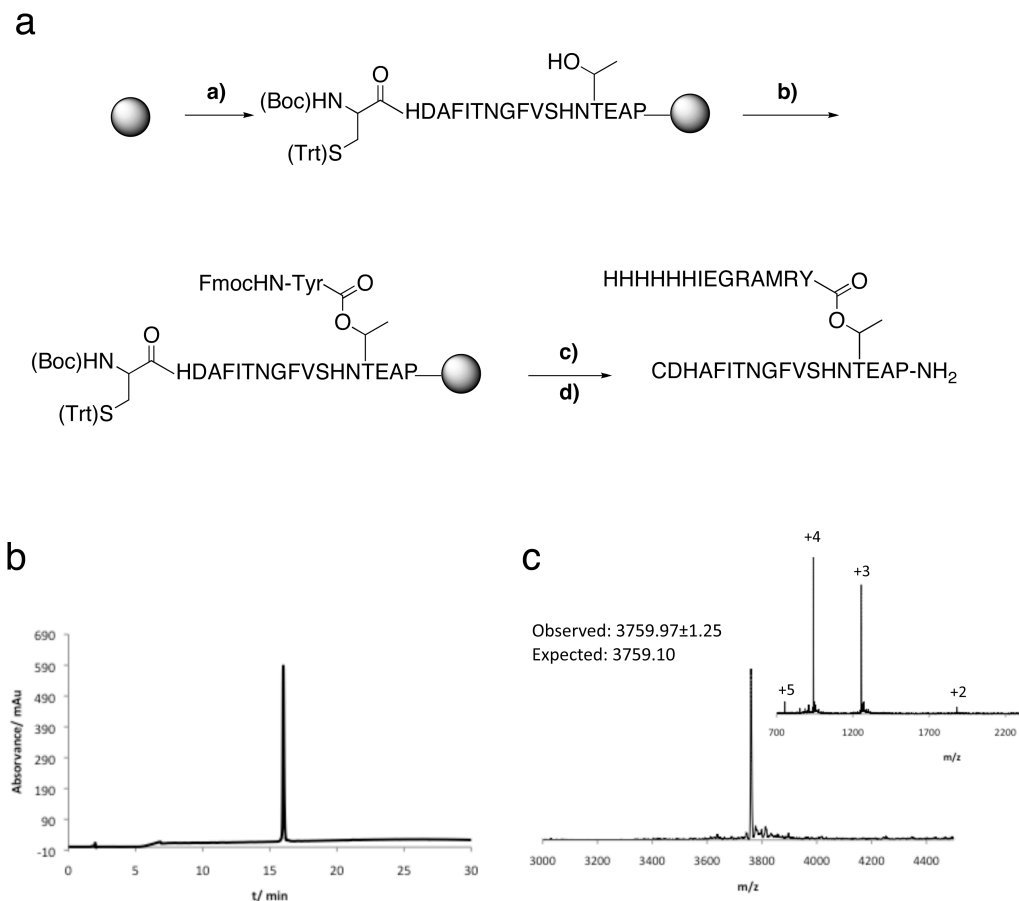 a
a)
(Boc)HN
O
HDAFITNGFVSHNTEAP
HO
(Trt)S
b)
FmocHN-Tyr
O
O
(Boc)HN
O
HDAFITNGFVSHNTEAP
(Trt)S
c)
d)
HHHHHHIEGRAMRY
O
O
CDHAFITNGFVSHNTEAP-NH2
b
Absorvance/ mAu
690
590
490
390
290
190
90
-10
0 5 10 15 20 25 30
t/ min
c
Observed: 3759.97±1.25
Expected: 3759.10
+4
+3
+5
+2
700 1200 1700 2200
m/z
3000 3200 3400 3600 3800 4000 4200 4400
m/z